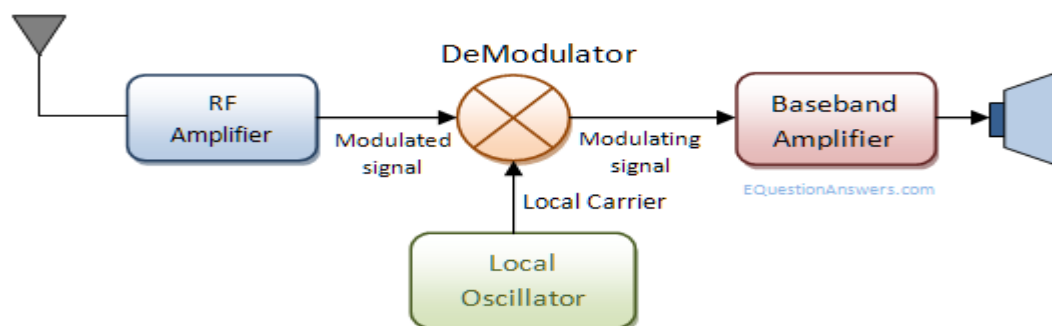 DeModulator
RF
Amplifier
Modulated
signal
Modulating
signal
Baseband
Amplifier
EQuestionAnswers.com
Local Carrier
Local
Oscillator